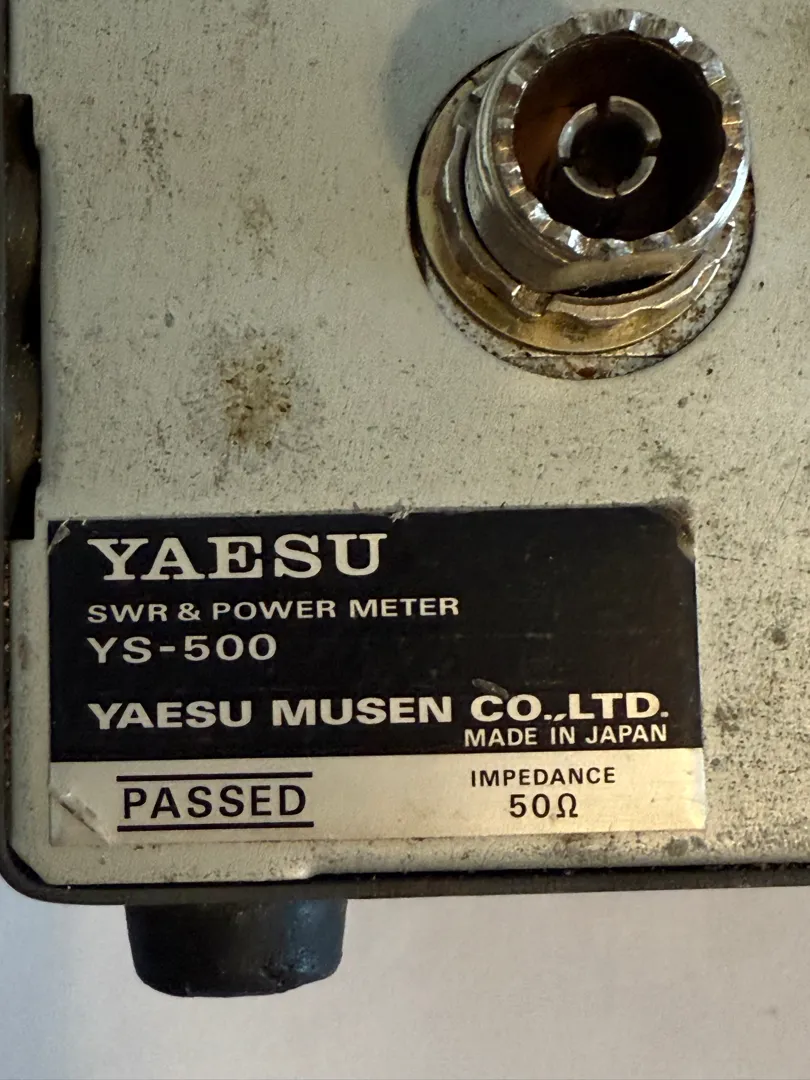 YAESU
SWR & POWER METER
YS-500
YAESU MUSEN CO.,LTD.
MADE IN JAPAN
PASSED
IMPEDANCE
50Ω